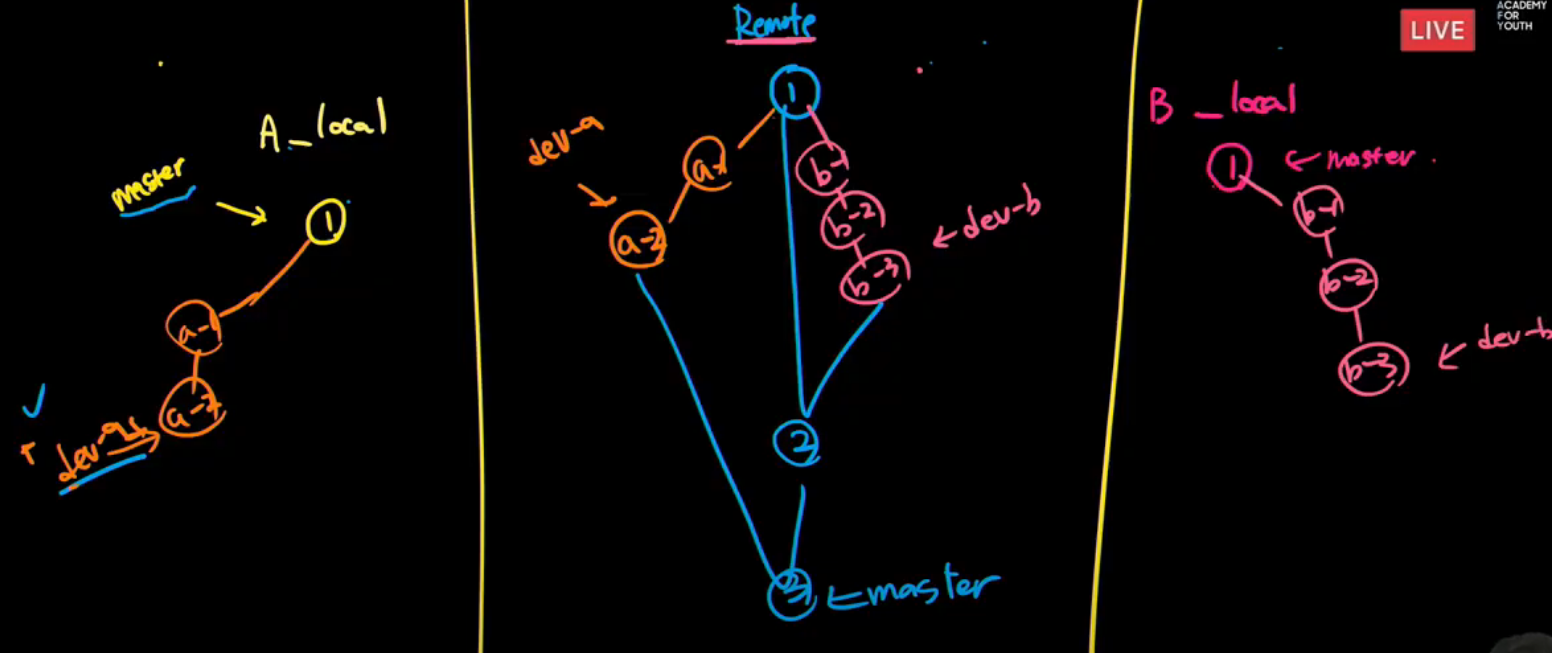 A_local
master
1
a-1
a-2
dev-a
Remote
1
dev-a
a-1
a-2
b-1
b-2
b-3
dev-b
2
3
master
LIVE
ACADEMY
FOR
YOUTH
B_local
1
master
b-1
b-2
b-3
dev-b